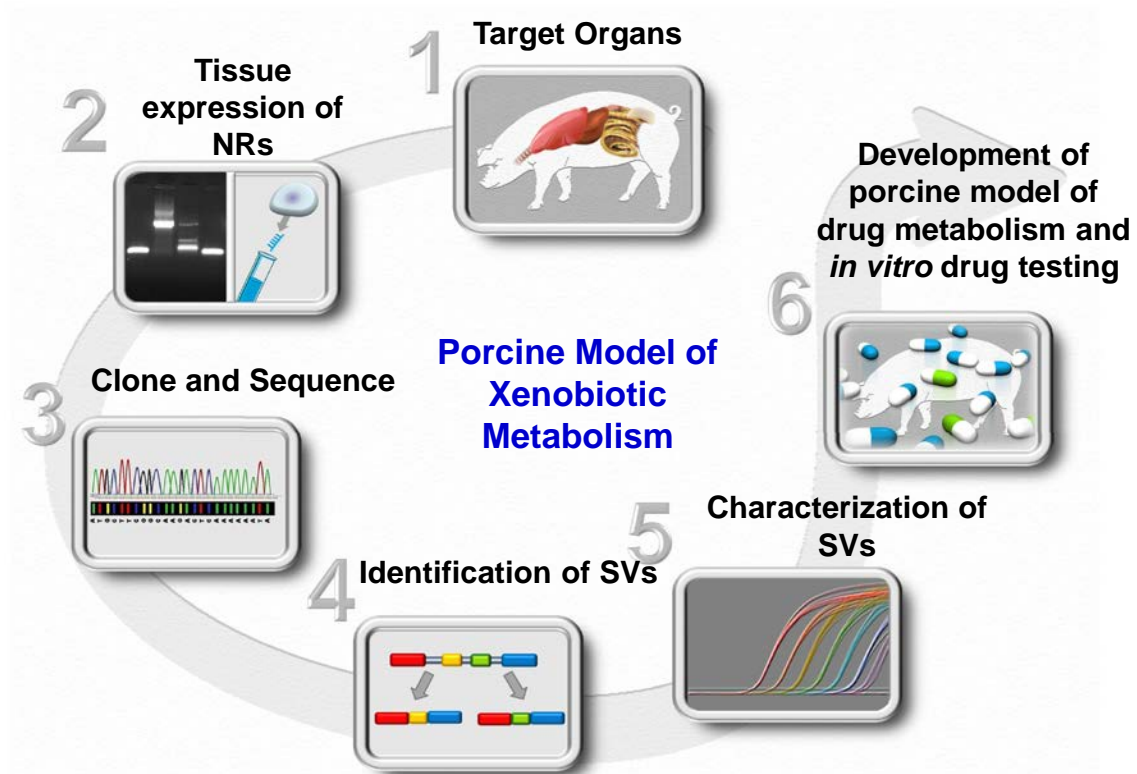 1
Target Organs
2
Tissue
expression of
NRs
3
Clone and Sequence
4
Identification of SVs
5
Characterization of
SVs
6
Development of
porcine model of
drug metabolism and
in vitro drug testing
Porcine Model of
Xenobiotic
Metabolism